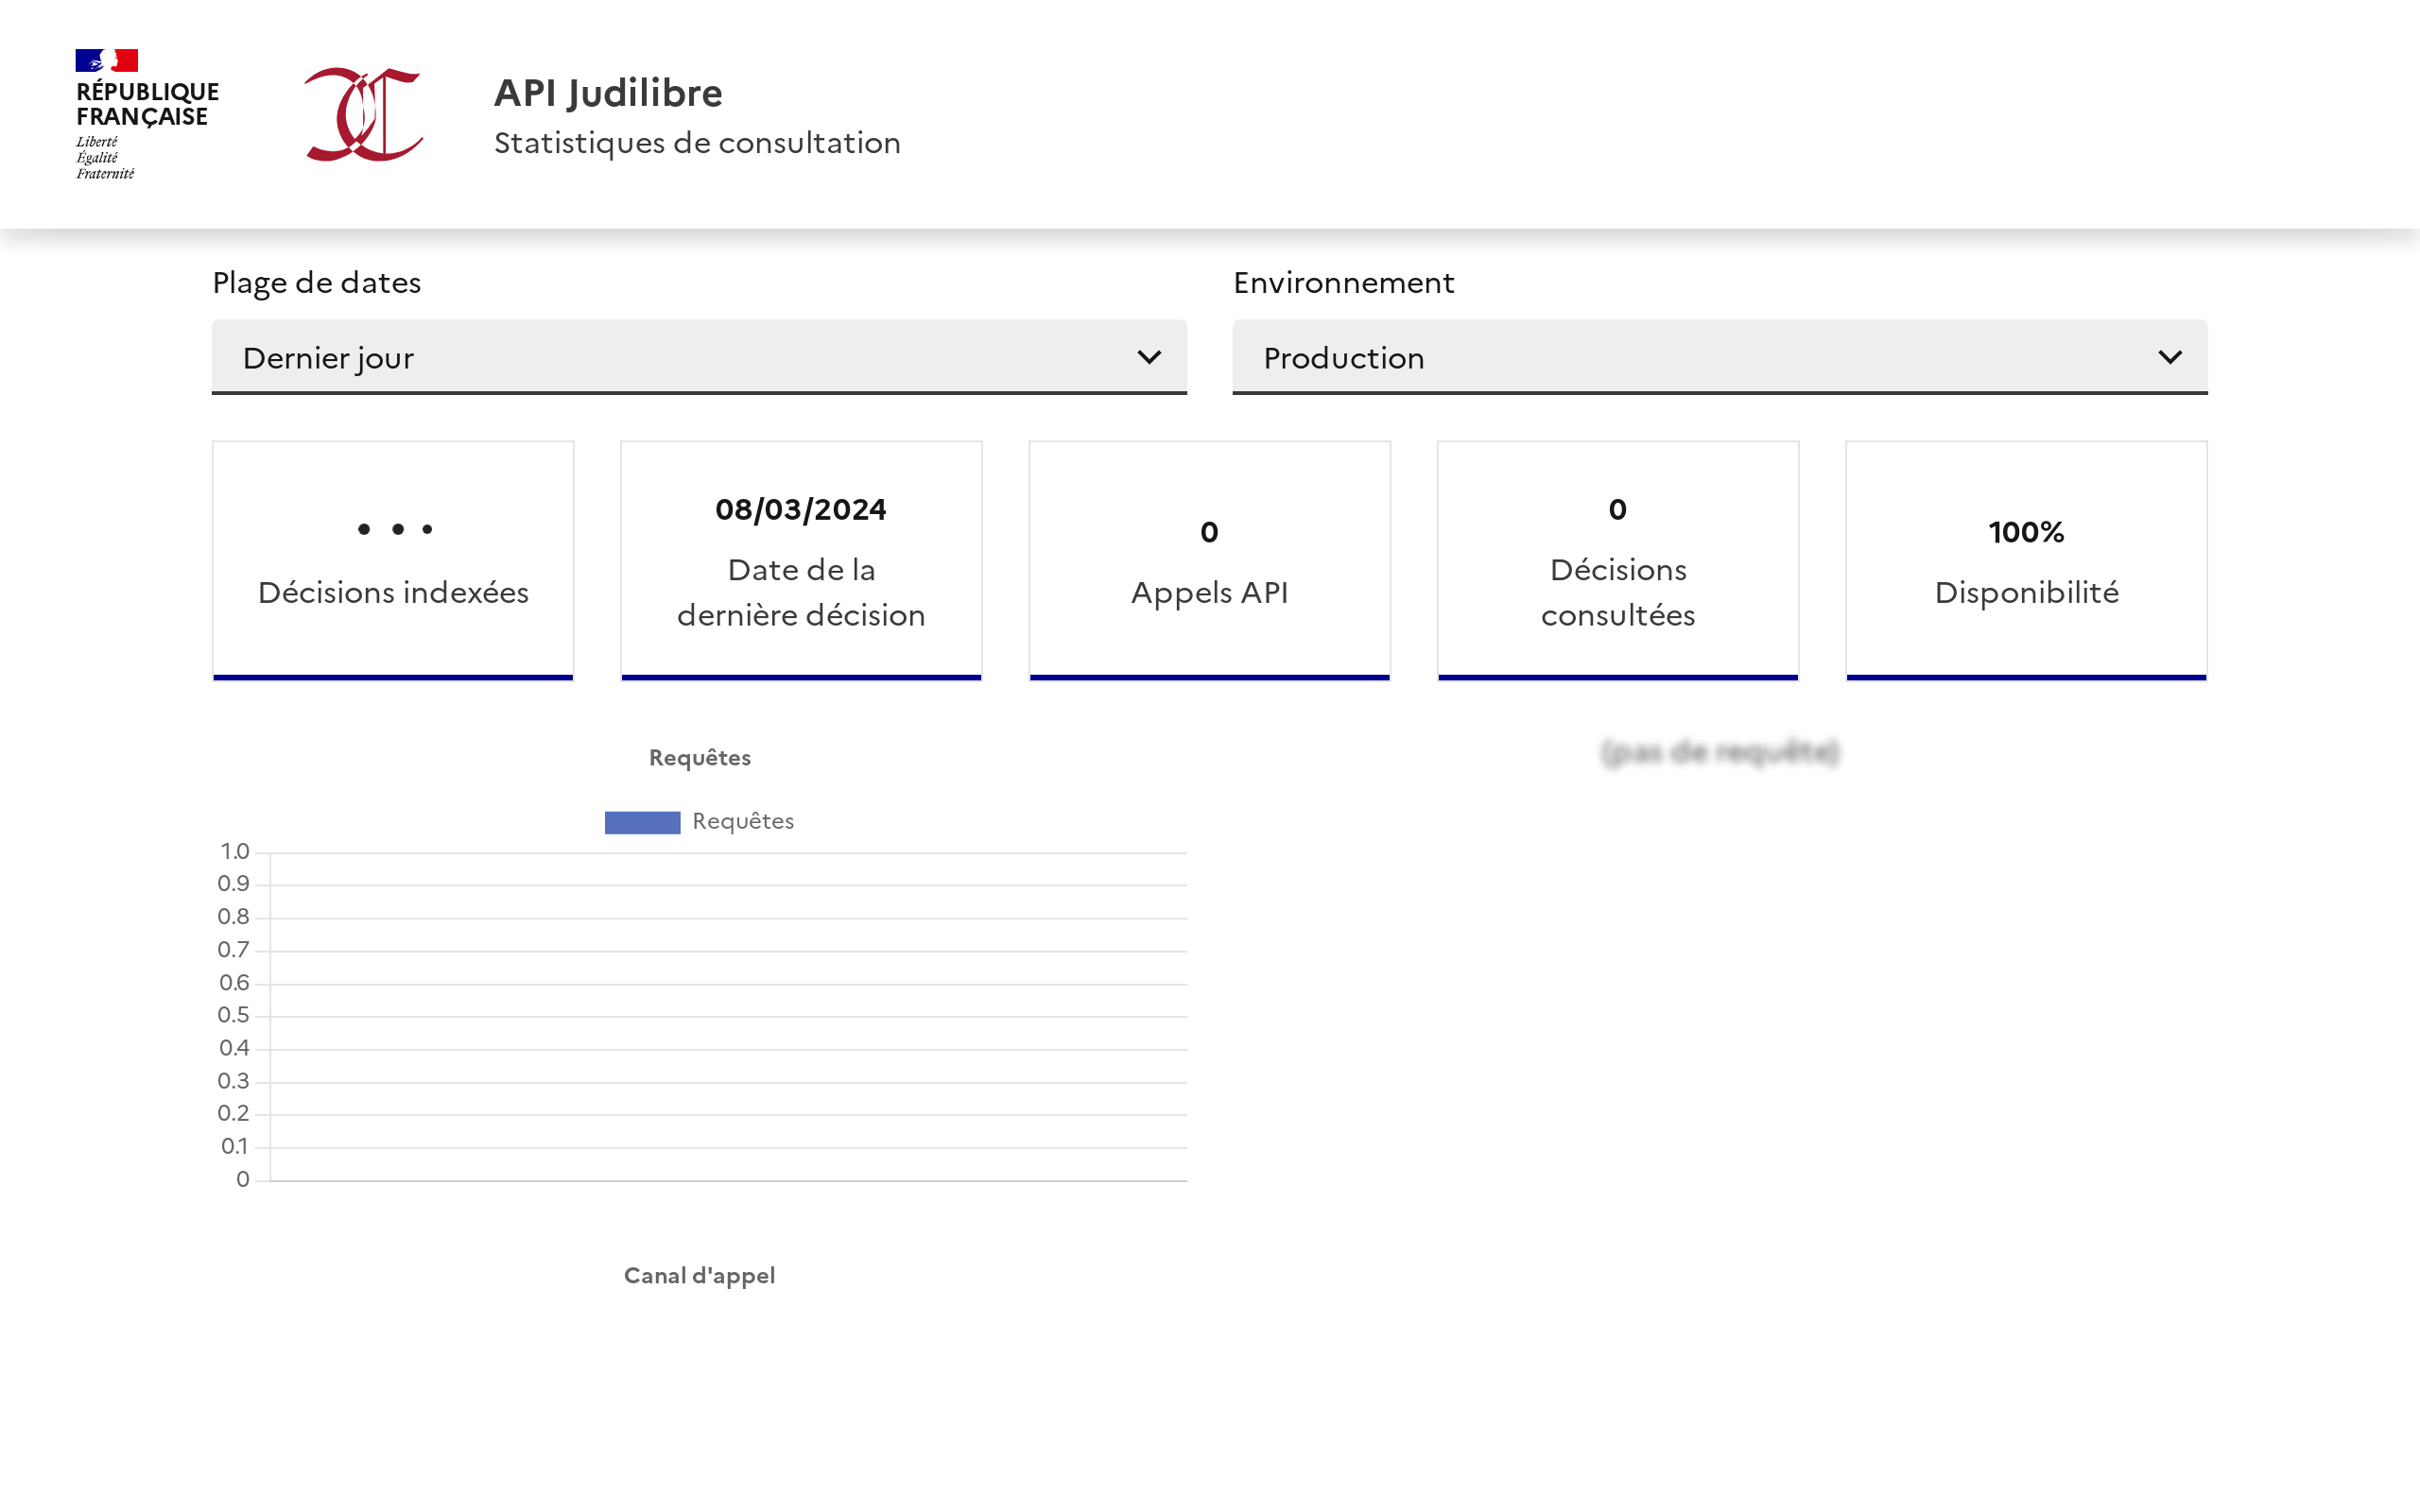 RÉPUBLIQUE
FRANÇAISE
Liberté
Égalité
Fraternité
API Judilibre
Statistiques de consultation
Plage de dates
Dernier jour
Environnement
Production
Décisions indexées
08/03/2024
Date de la
dernière décision
0
Appels API
0
Décisions
consultées
100%
Disponibilité
Requêtes
Requêtes
1.0
0.9
0.8
0.7
0.6
0.5
0.4
0.3
0.2
0.1
0
(pas de requête)
Canal d'appel